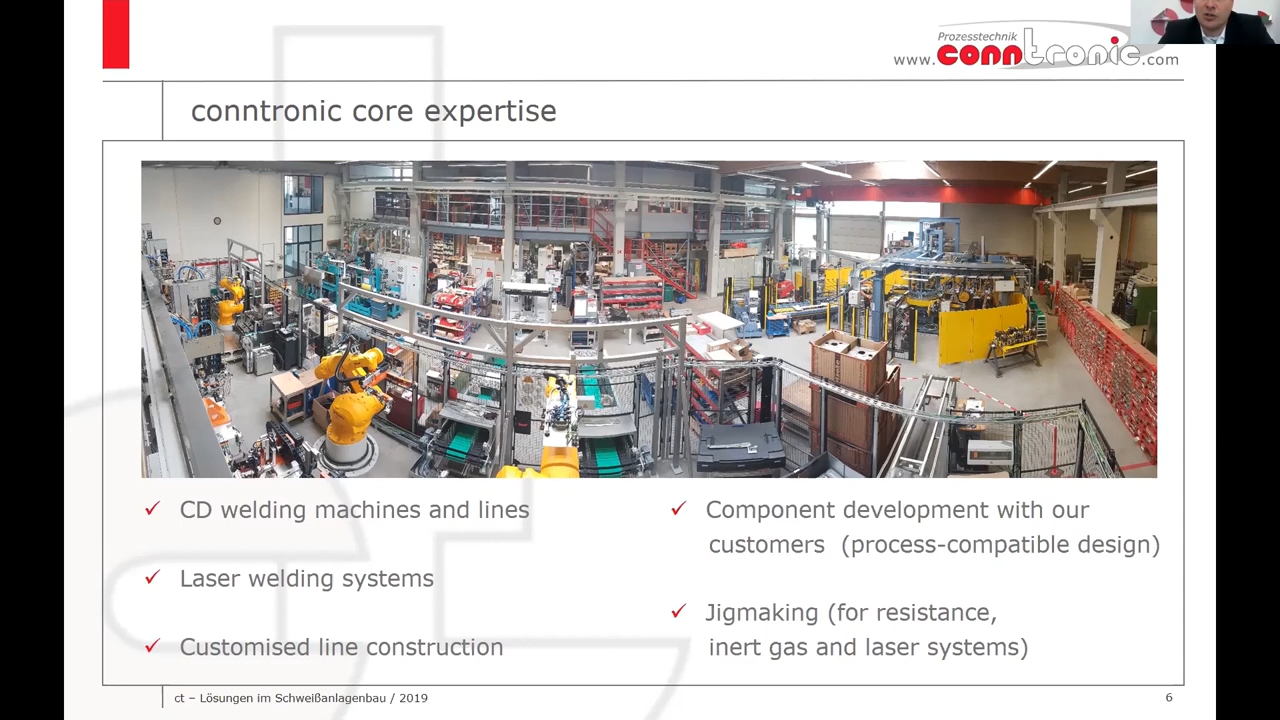 Prozesstechnik
www.conntronic.com
conntronic core expertise
✓ CD welding machines and lines
✓ Laser welding systems
✓ Customised line construction
✓ Component development with our
customers (process-compatible design)
✓ Jigmaking (for resistance,
inert gas and laser systems)
ct – Lösungen im Schweißanlagenbau / 2019
6